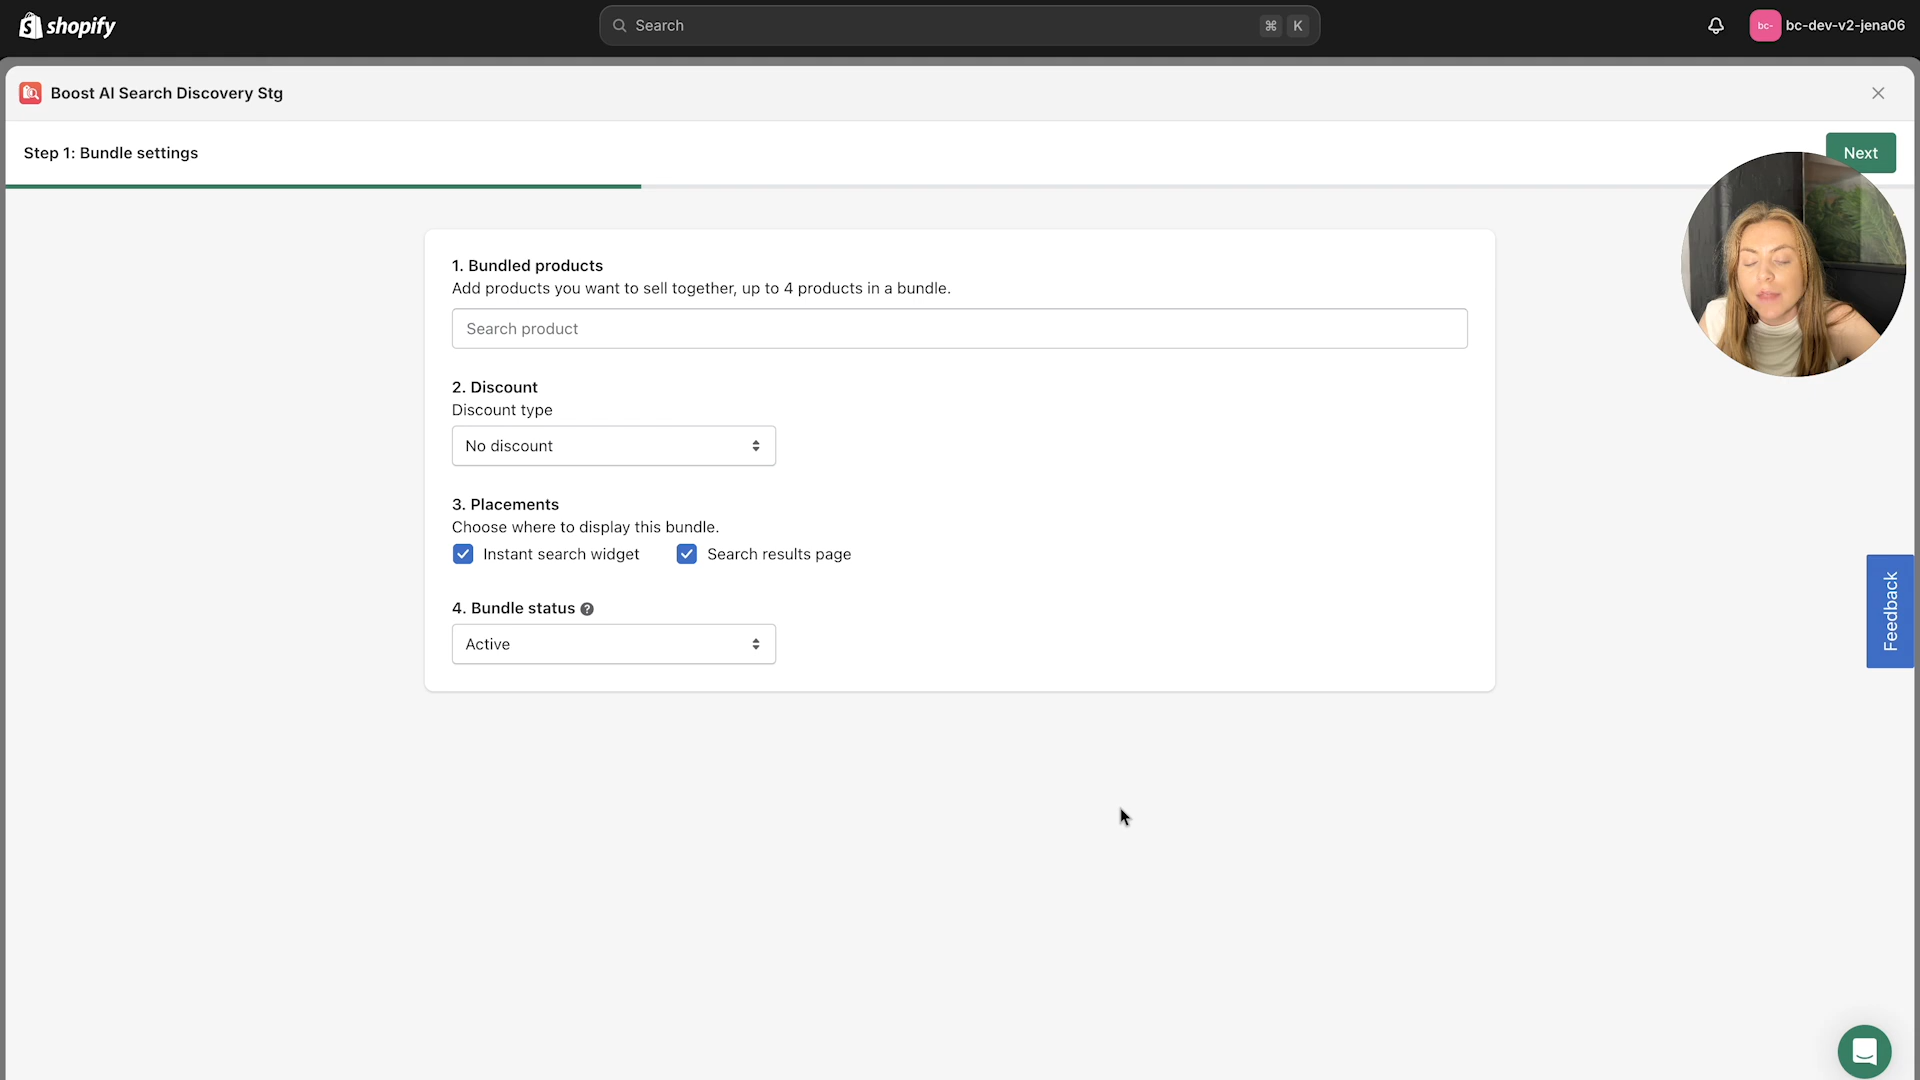 shopify
Search
⌘ K
bc-
bc-dev-v2-jena06
Boost AI Search Discovery Stg
Step 1: Bundle settings
Next
1. Bundled products
Add products you want to sell together, up to 4 products in a bundle.
Search product
2. Discount
Discount type
No discount
3. Placements
Choose where to display this bundle.
Instant search widget
Search results page
4. Bundle status ?
Active
Feedback